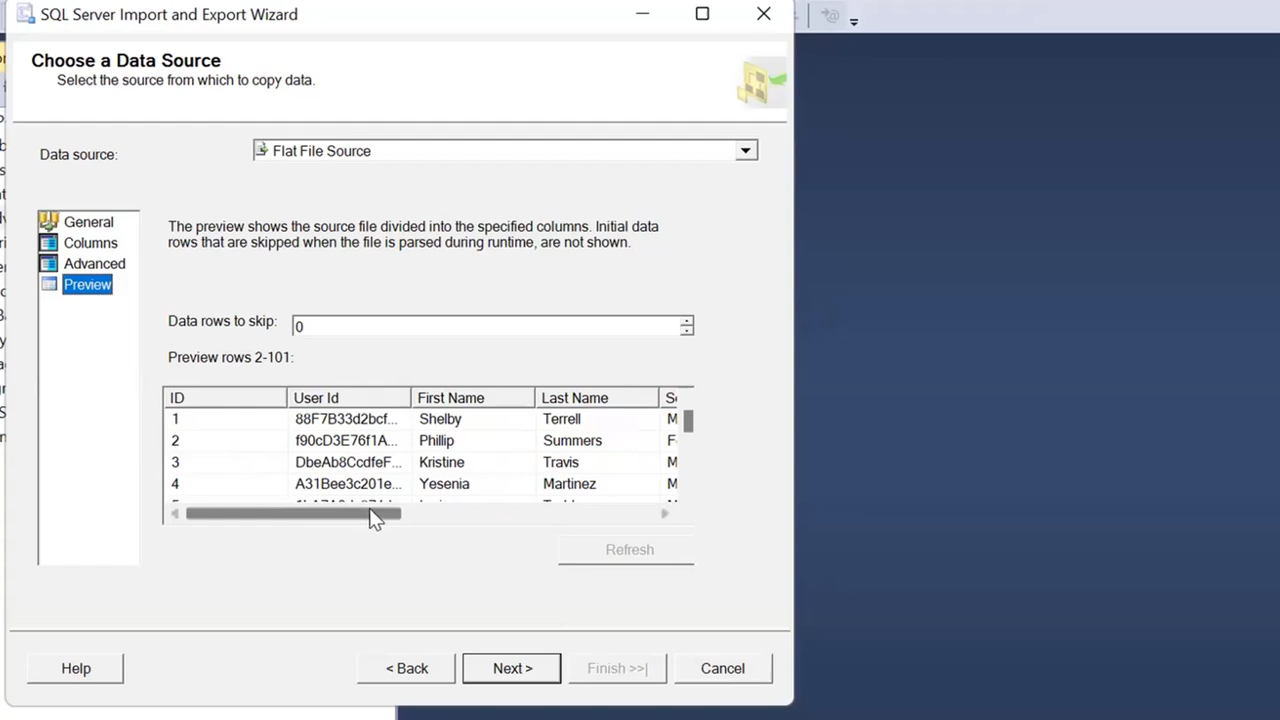 SQL Server Import and Export Wizard
Choose a Data Source
Select the source from which to copy data.
Data source: Flat File Source
General
Columns
Advanced
Preview
The preview shows the source file divided into the specified columns. Initial data
rows that are skipped when the file is parsed during runtime, are not shown.
Data rows to skip: 0
Preview rows 2-101:
ID User Id First Name Last Name
1 88F7B33d2bcf... Shelby Terrell M
2 f90cD3E76f1A... Phillip Summers F
3 DbeAb8CcdfeF... Kristine Travis M
4 A31Bee3c201e... Yesenia Martinez M
Refresh
Help < Back Next > Finish >>| Cancel